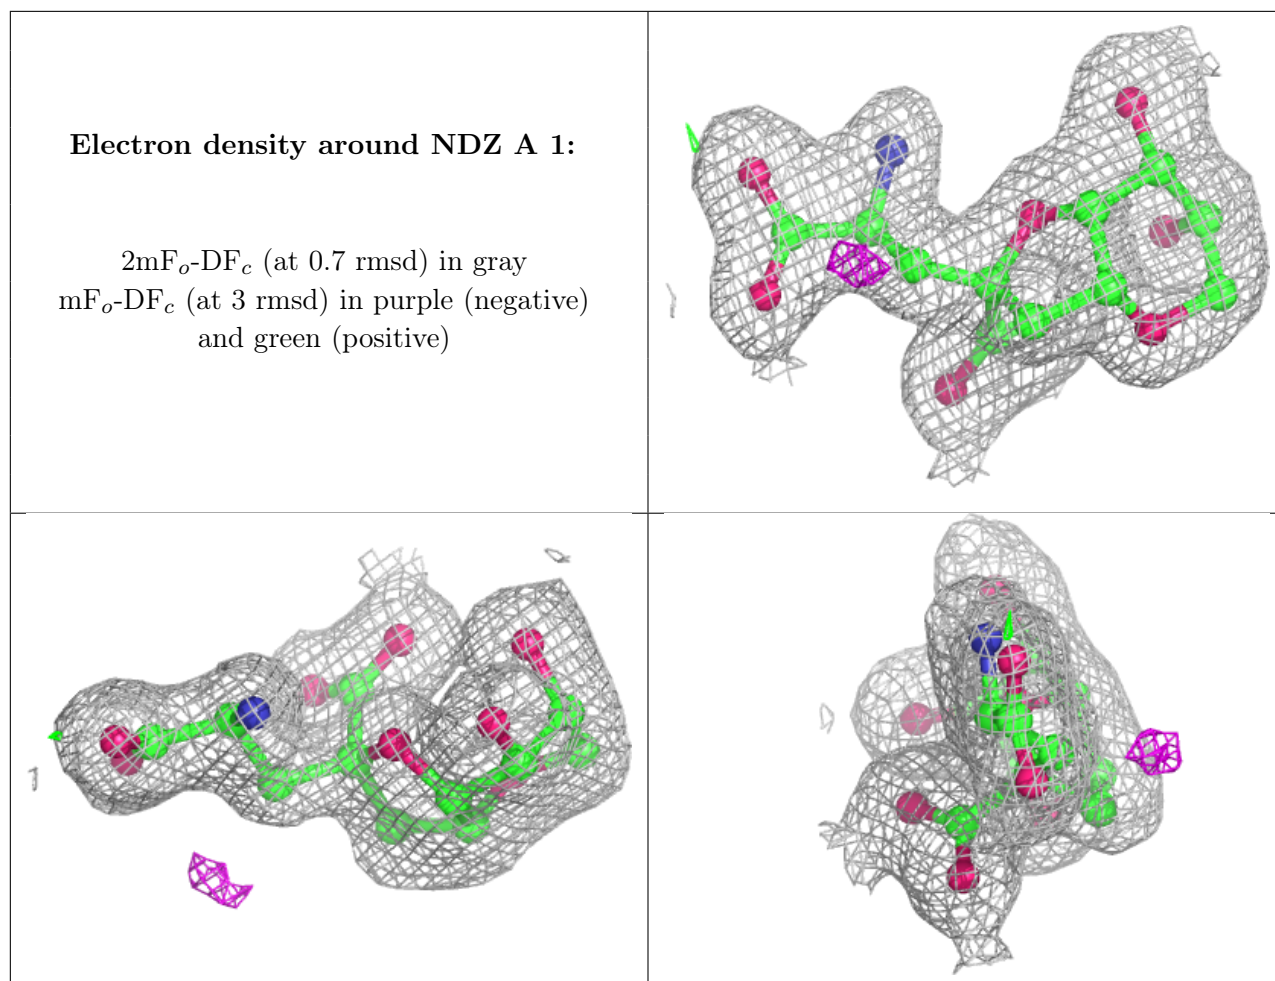 Electron density around NDZ A 1:
2mFo-DFc (at 0.7 rmsd) in gray
mFo-DFc (at 3 rmsd) in purple (negative)
and green (positive)